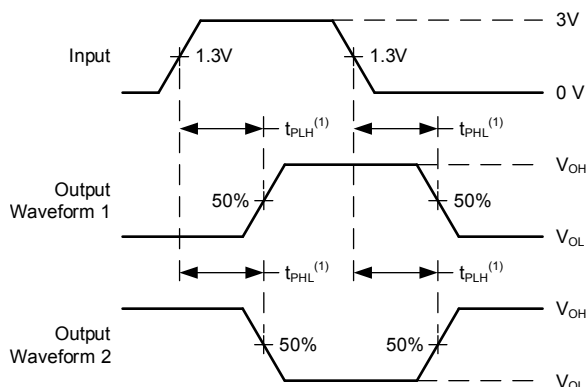 3V
Input
1.3V
1.3V
0 V
tPLH(1)
tPHL(1)
VOH
Output
Waveform 1
50%
50%
VOL
tPHL(1)
tPLH(1)
VOH
Output
Waveform 2
50%
50%
VOL